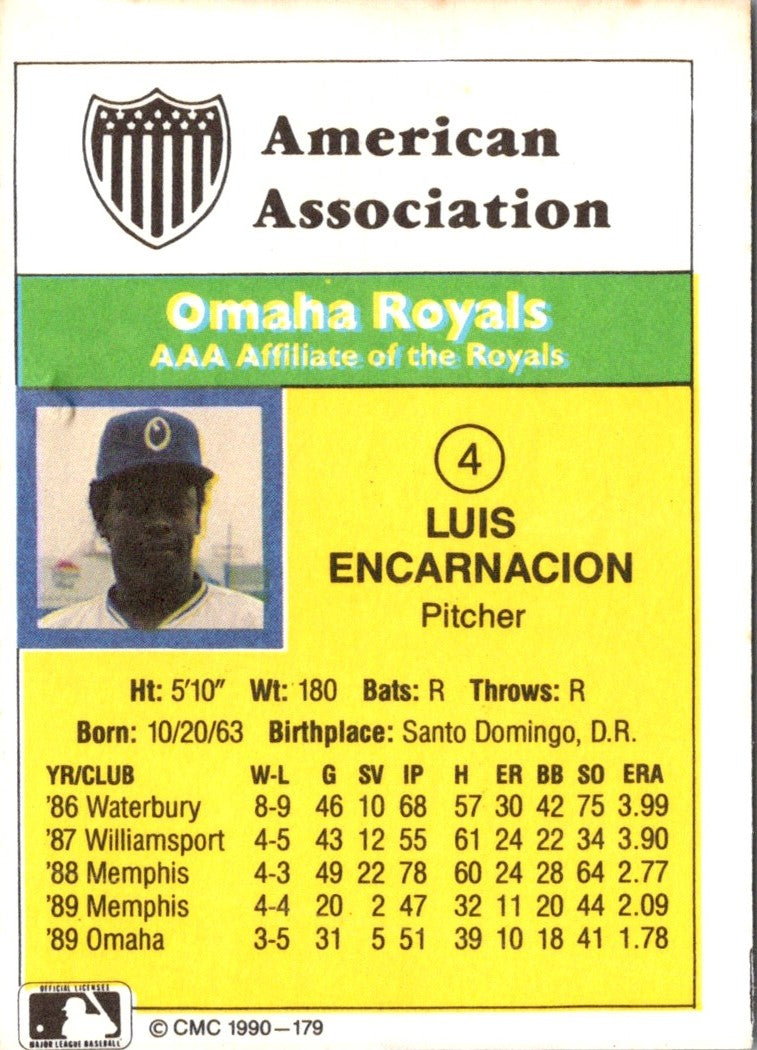 American
Association
Omaha Royals
AAA Affiliate of the Royals
4
LUIS
ENCARNACION
Pitcher
Ht: 5'10" Wt: 180 Bats: R Throws: R
Born: 10/20/63 Birthplace: Santo Domingo, D.R.
YR/CLUB W-L G SV IP H ER BB SO ERA
'86 Waterbury 8-9 46 10 68 57 30 42 75 3.99
'87 Williamsport 4-5 43 12 55 61 24 22 34 3.90
'88 Memphis 4-3 49 22 78 60 24 28 64 2.77
'89 Memphis 4-4 20 2 47 32 11 20 44 2.09
'89 Omaha 3-5 31 5 51 39 10 18 41 1.78
OFFICIAL LICENSEE
MAJOR LEAGUE BASEBALL
© CMC 1990–179